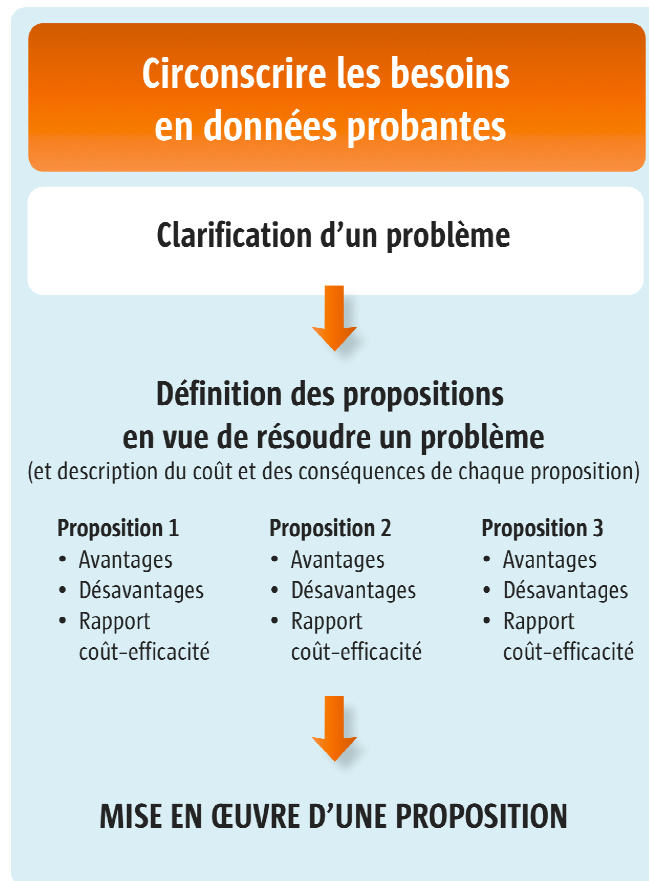 Circonscrire les besoins
en données probantes
Clarification d’un problème
Définition des propositions
en vue de résoudre un problème
(et description du coût et des conséquences de chaque proposition)
Proposition 1
• Avantages
• Désavantages
• Rapport
coût-efficacité
Proposition 2
• Avantages
• Désavantages
• Rapport
coût-efficacité
Proposition 3
• Avantages
• Désavantages
• Rapport
coût-efficacité
MISE EN ŒUVRE D’UNE PROPOSITION